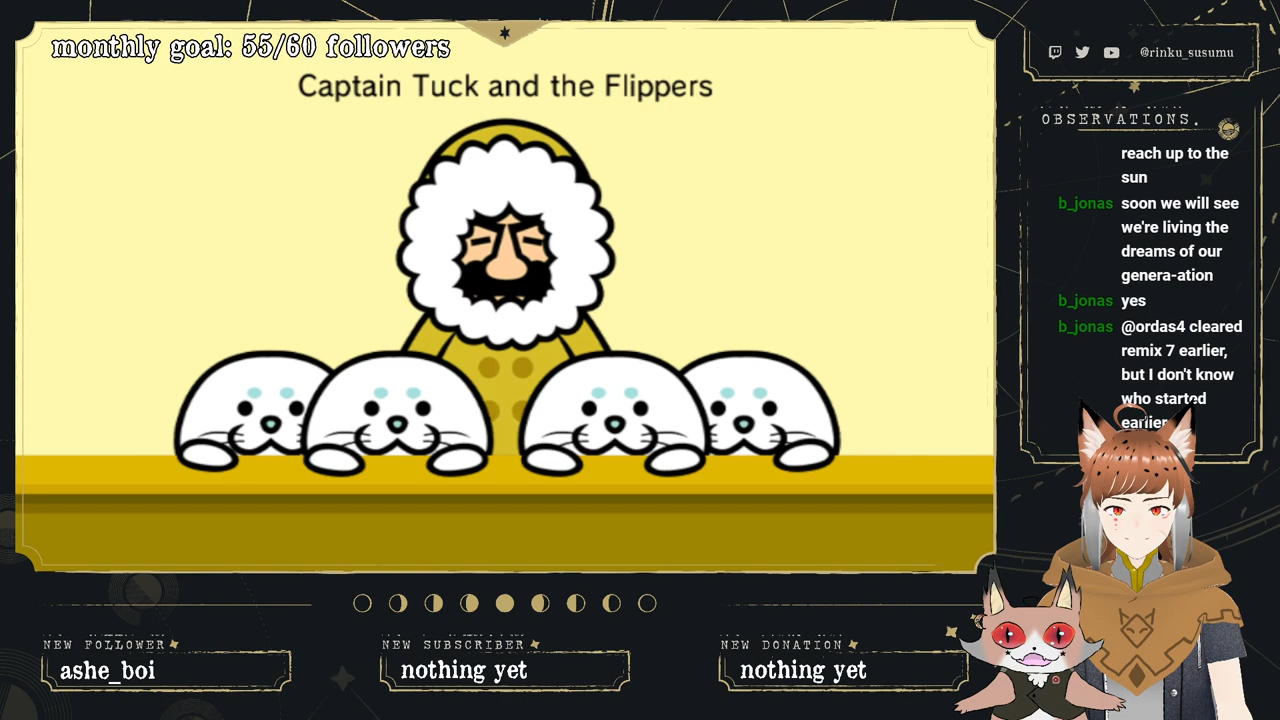 monthly goal: 55/60 followers
Captain Tuck and the Flippers
@rinku_susumu
OBSERVATIONS.
reach up to the
sun
b_jonas soon we will see
we're living the
dreams of our
genera-ation
b_jonas yes
b_jonas @ordas4 cleared
remix 7 earlier,
but I don't know
who started
earlier
NEW FOLLOWER
ashe_boi
NEW SUBSCRIBER
nothing yet
NEW DONATION
nothing yet